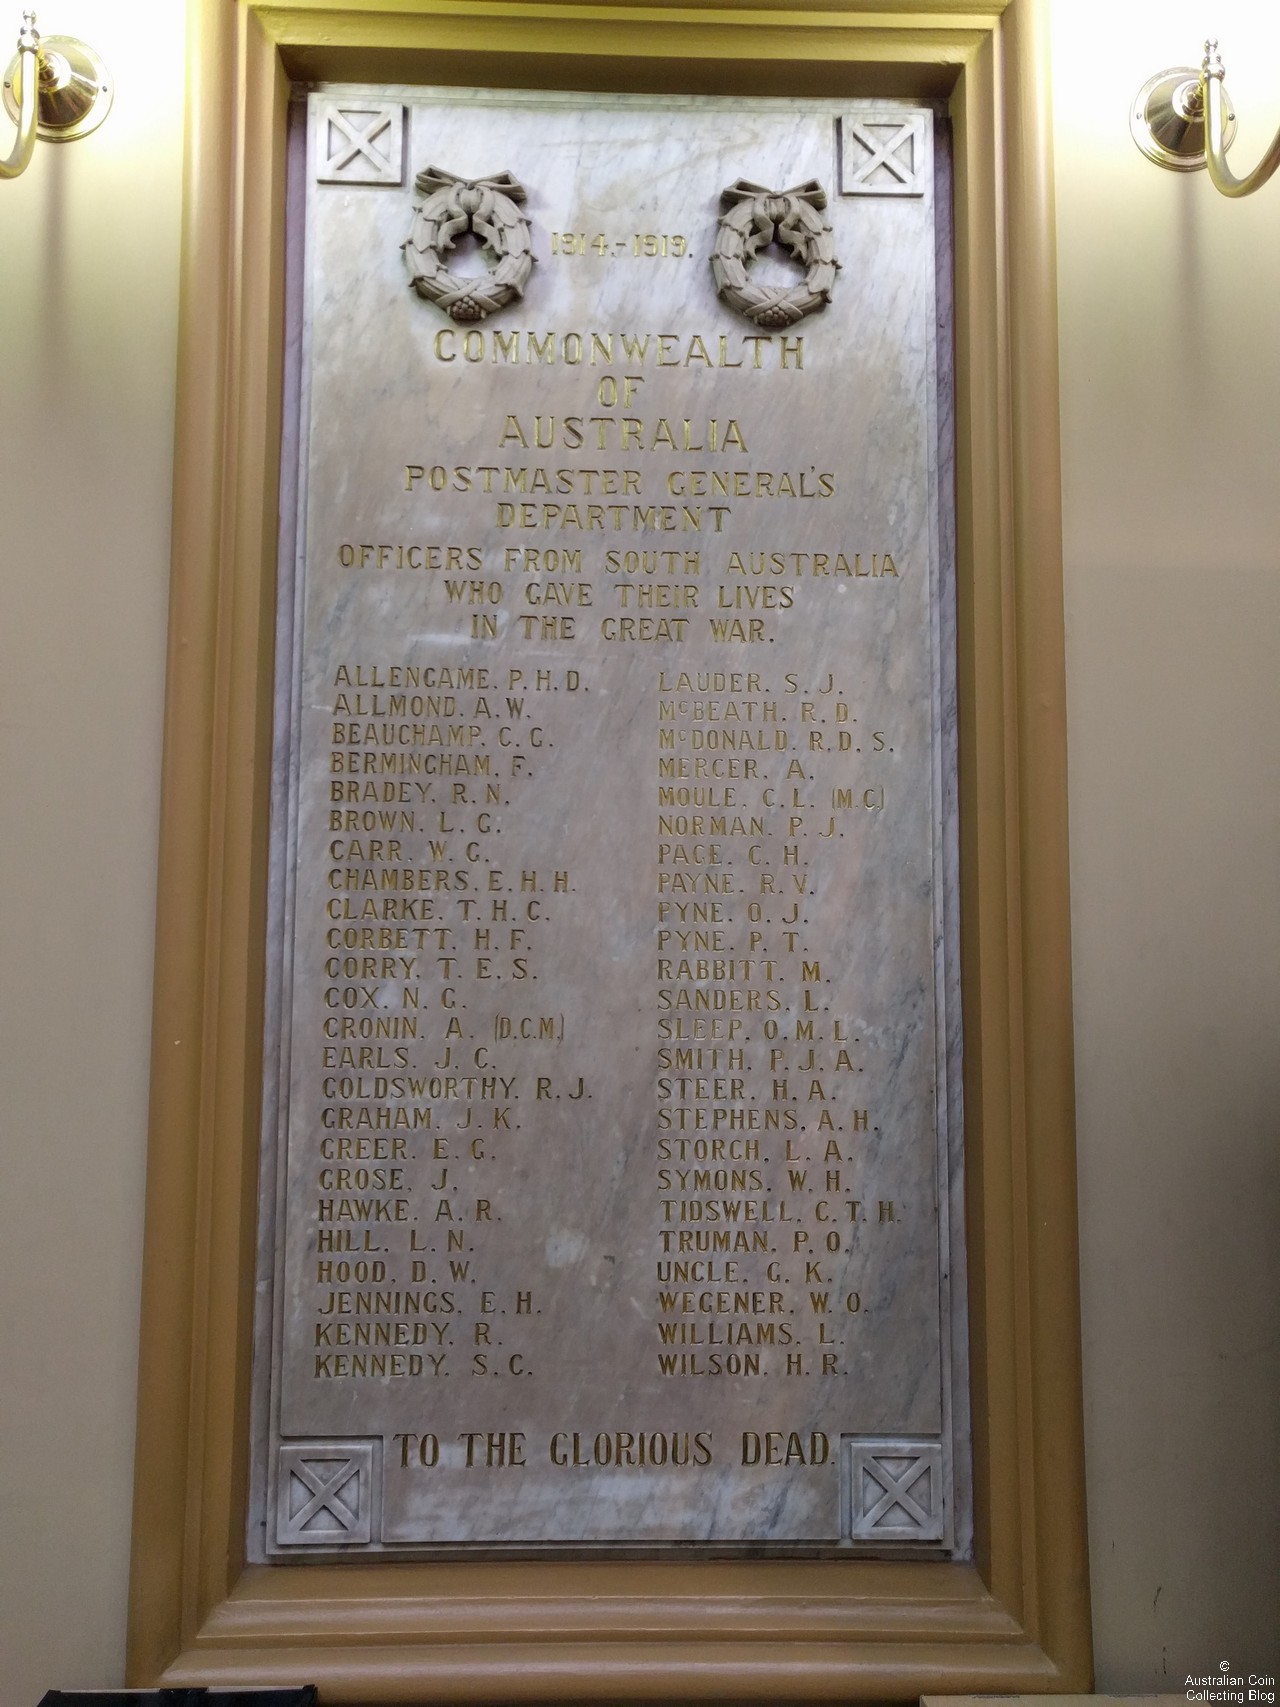 1914.-1919.
COMMONWEALTH
OF
AUSTRALIA
POSTMASTER GENERAL'S
DEPARTMENT
OFFICERS FROM SOUTH AUSTRALIA
WHO GAVE THEIR LIVES
IN THE GREAT WAR.
ALLENGAME. P. H. D.
ALLMOND. A. W.
BEAUCHAMP. C. G.
BERMINGHAM. F.
BRADEY. R. N.
BROWN. L. G.
CARR. W. G.
CHAMBERS. E. H. H.
CLARKE. T. H. C.
CORBETT. H. F.
CORRY. T. E. S.
COX. N. G.
CRONIN. A. (D.C.M.)
EARLS. J. C.
GOLDSWORTHY. R. J.
GRAHAM. J. K.
GREER. E. G.
GROSE. J.
HAWKE. A. R.
HILL. L. N.
HOOD. D. W.
JENNINGS. E. H.
KENNEDY. R.
KENNEDY. S. C.
LAUDER. S. J.
McBEATH. R. D.
McDONALD. R. D. S.
MERCER. A.
MOULE. C. L. (M.C.)
NORMAN. P. J.
PAGE. C. H.
PAYNE. R. V.
PYNE. O. J.
PYNE. P. T.
RABBITT. M.
SANDERS. L.
SLEEP. O. M. L.
SMITH. P. J. A.
STEER. H. A.
STEPHENS. A. H.
STORCH. L. A.
SYMONS. W. H.
TIDSWELL. C. T. H.
TRUMAN. P. O.
UNCLE. G. K.
WEGENER. W. O.
WILLIAMS. L.
WILSON. H. R.
TO THE GLORIOUS DEAD.
©
Australian Coin
Collecting Blog